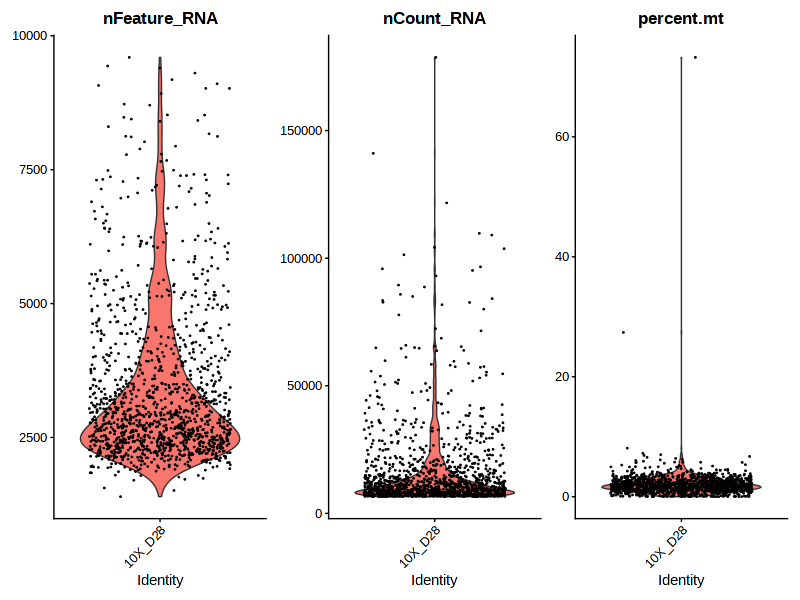 nFeature_RNA
10000
7500
5000
2500
10X_D28
Identity
nCount_RNA
150000
100000
50000
0
10X_D28
Identity
percent.mt
60
40
20
0
10X_D28
Identity